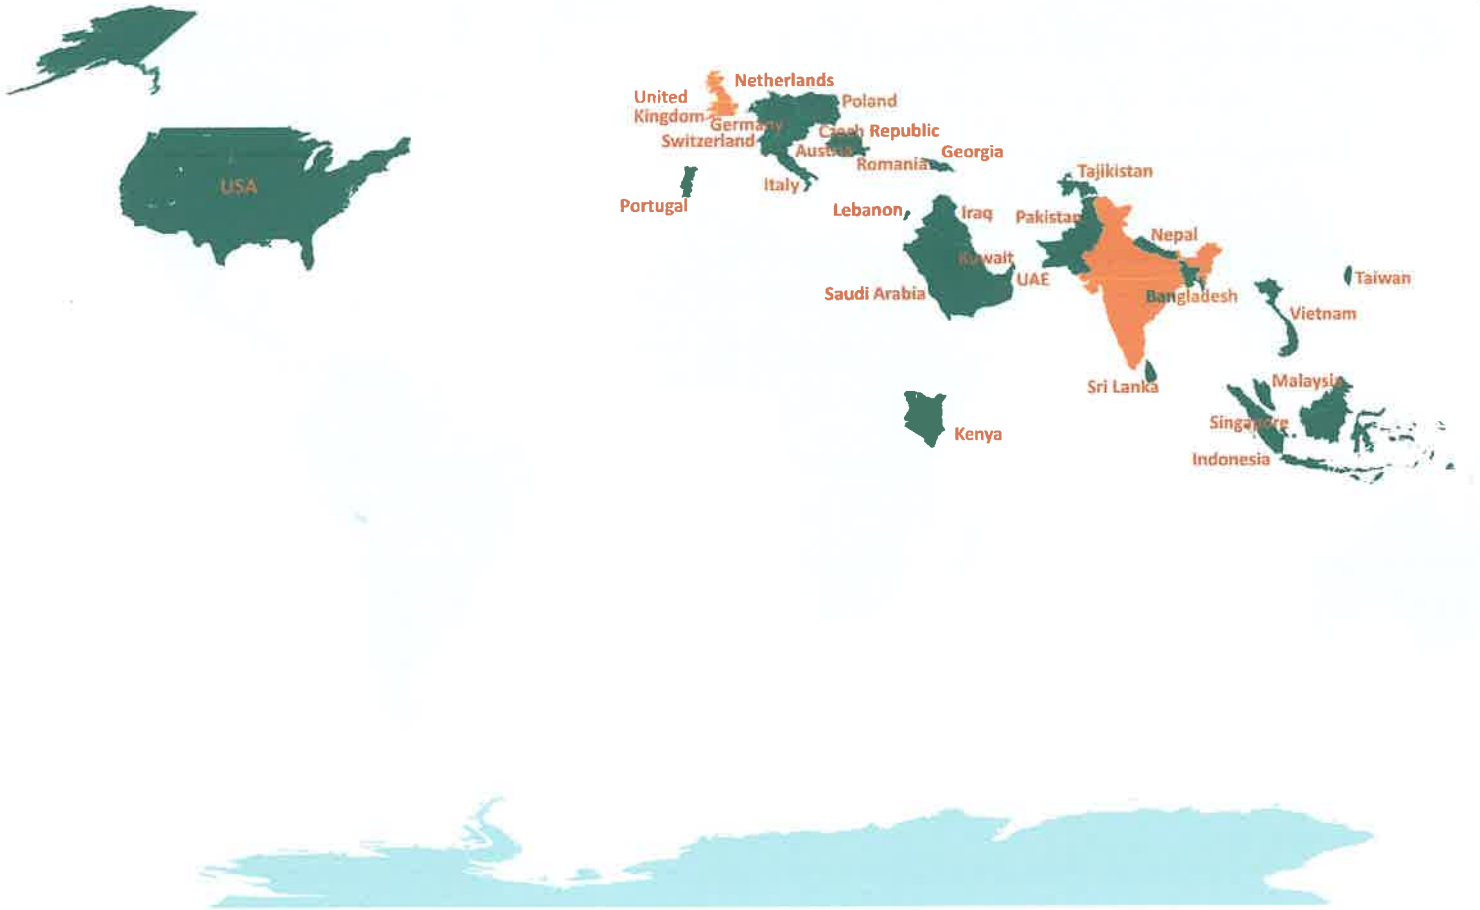 Netherlands
United
Kingdom
Poland
Germany
Czech Republic
Switzerland
Austria
Georgia
Romania
Italy
Tajikistan
USA
Portugal
Lebanon
Iraq
Pakistan
Nepal
Kuwait
UAE
Taiwan
Saudi Arabia
Bangladesh
Vietnam
Sri Lanka
Malaysia
Singapore
Kenya
Indonesia